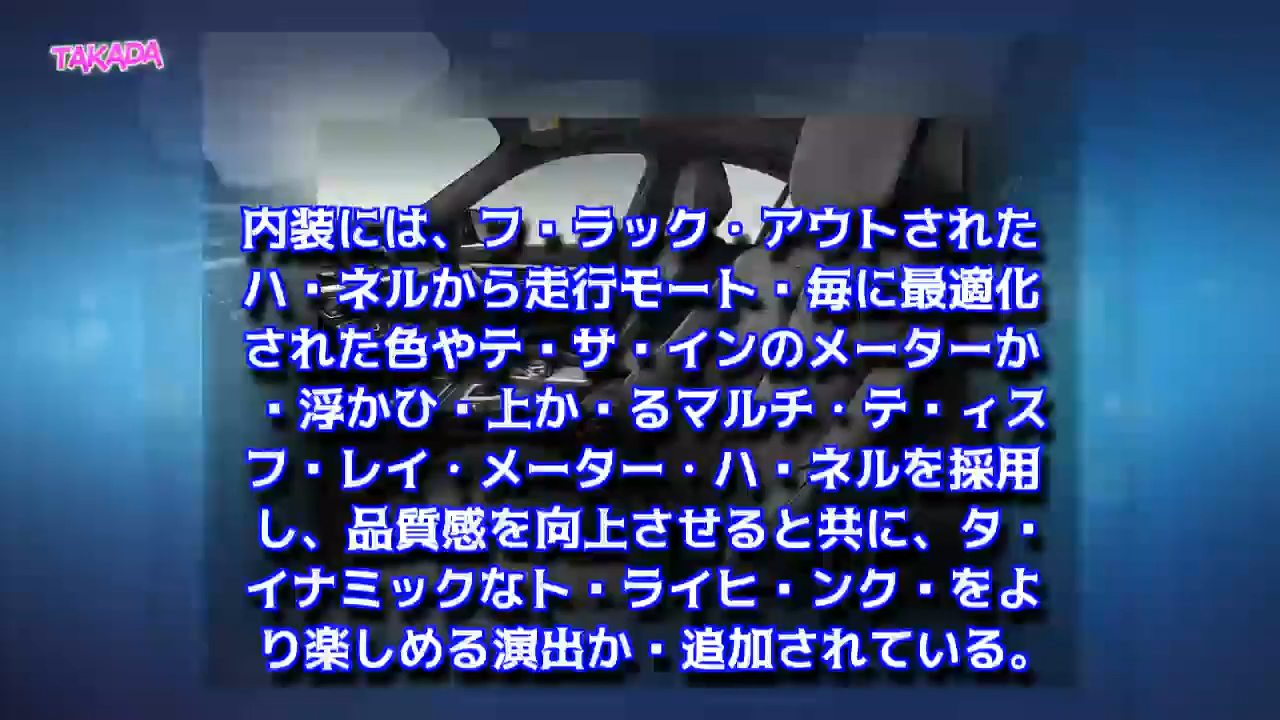 TAKADA
内装には、フ・ラック・アウトされた
ハ・ネルから走行モート・毎に最適化
された色やテ・サ・インのメーターか
・浮かひ・上か・るマルチ・テ・ィス
フ・レイ・メーター・ハ・ネルを採用
し、品質感を向上させると共に、タ・
イナミックなト・ライヒ・ンク・をよ
り楽しめる演出か・追加されている。